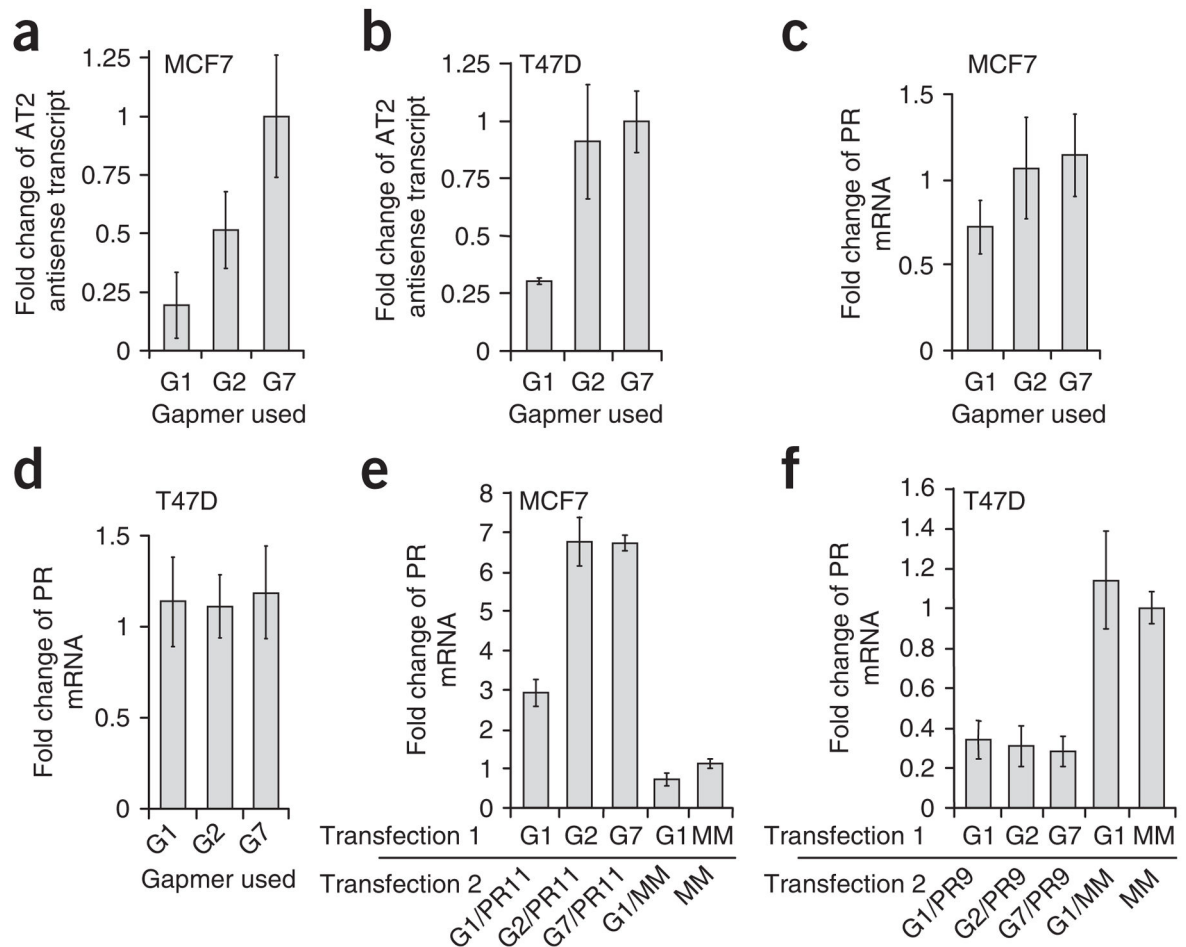 a
MCF7
Fold change of AT2
antisense transcript
1.25
1
0.75
0.5
0.25
0
G1 G2 G7
Gapmer used
b
T47D
Fold change of AT2
antisense transcript
1.25
1
0.75
0.5
0.25
0
G1 G2 G7
Gapmer used
c
MCF7
Fold change of PR
mRNA
1.5
1
0.5
0
G1 G2 G7
Gapmer used
d
T47D
Fold change of PR
mRNA
1.5
1
0.5
0
G1 G2 G7
Gapmer used
e
MCF7
Fold change of PR
mRNA
8
7
6
5
4
3
2
1
0
Transfection 1 G1 G2 G7 G1 MM
Transfection 2 G1/PR11 G2/PR11 G7/PR11 G1/MM MM
f
T47D
Fold change of PR
mRNA
1.6
1.4
1.2
1
0.8
0.6
0.4
0.2
0
Transfection 1 G1 G2 G7 G1 MM
Transfection 2 G1/PR9 G2/PR9 G7/PR9 G1/MM MM